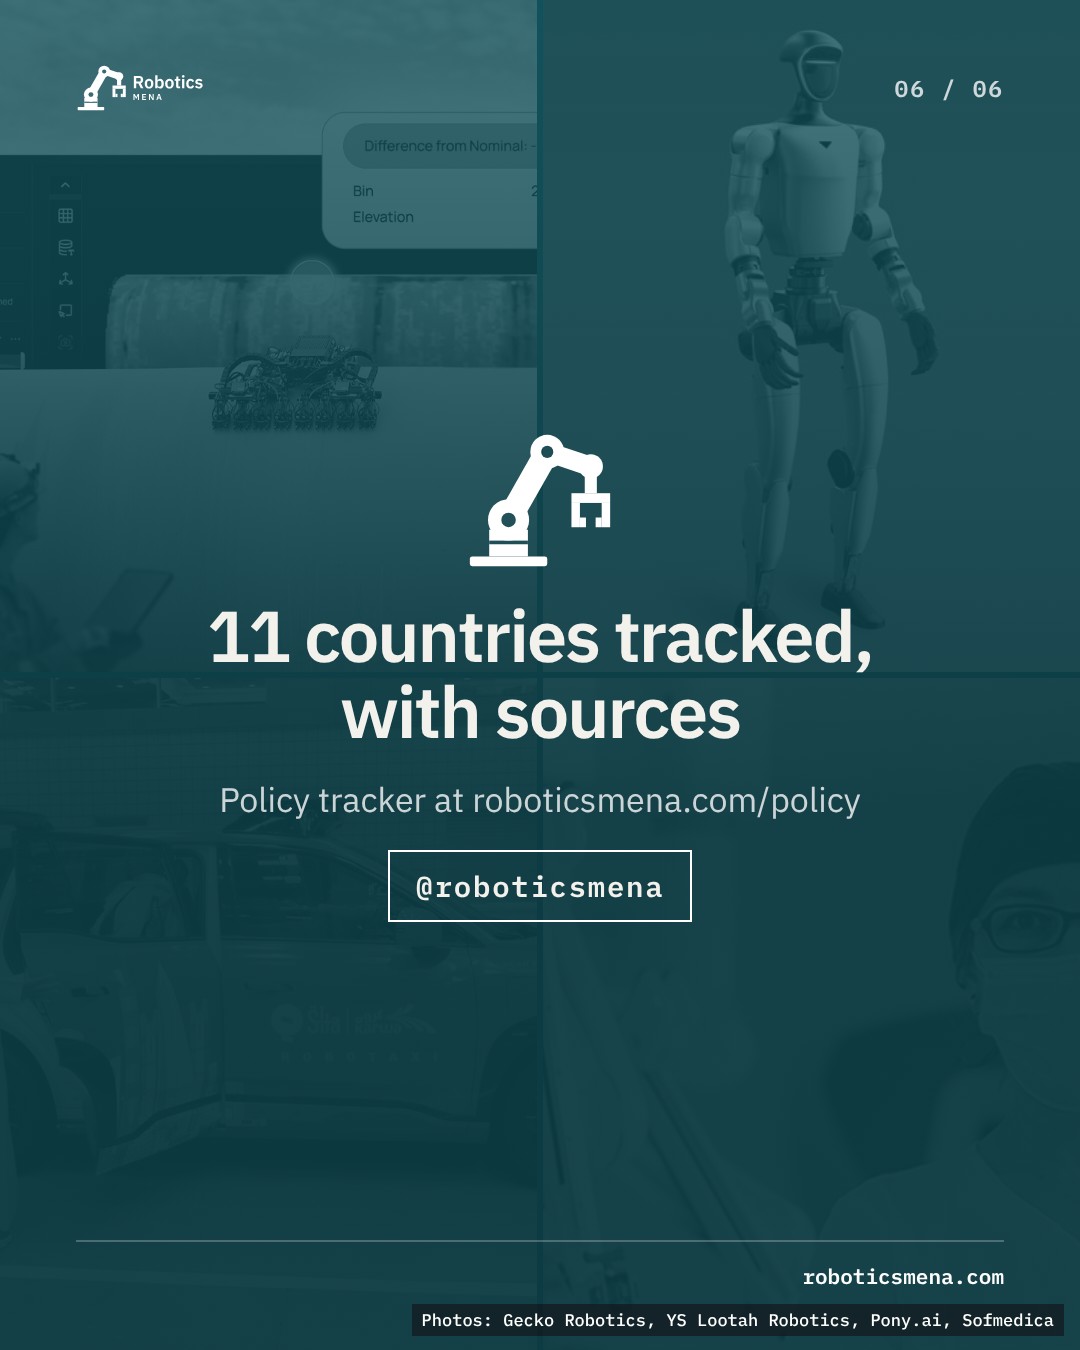 Robotics
MENA
06 / 06
Difference from Nominal: -
Bin
2
Elevation
11 countries tracked,
with sources
Policy tracker at roboticsmena.com/policy
@roboticsmena
roboticsmena.com
Photos: Gecko Robotics, YS Lootah Robotics, Pony.ai, Sofmedica